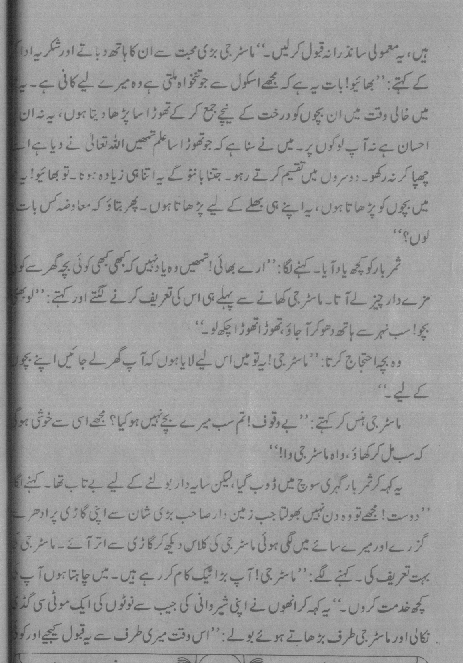 ہیں، یہ معمولی سا نذرانہ قبول کرلیں۔“ ماسٹر جی بڑی محبت سے ان کا ہاتھ دباتے اور شکریہ ادا
کے کہتے: ”بھائیو! بات یہ ہے کہ مجھے اسکول سے جو تنخواہ ملتی ہے وہ میرے لیے کافی ہے۔ یہ
میں خالی وقت میں ان بچوں کو درخت کے نیچے جمع کرکے تھوڑا سا پڑھا دیتا ہوں، یہ نہ ان
احسان ہے نہ آپ لوگوں پر۔ میں نے سنا ہے کہ جو تھوڑا سا علم تمھیں اللہ تعالیٰ نے دیا ہے اسے
چھپا کر نہ رکھو۔ دوسروں میں تقسیم کرتے رہو۔ جتنا بانٹو گے یہ اتنا ہی زیادہ ہوتا۔ تو بھائیو! یہ
میں بچوں کو پڑھاتا ہوں، یہ اپنے ہی بھلے کے لیے پڑھاتا ہوں۔ پھر بتاؤ کہ معاوضہ کس بات
لوں؟“
ثمر بار کو کچھ یاد آیا۔ کہنے لگا: ”ارے بھائی! تمھیں وہ یاد نہیں کہ کبھی کبھی کوئی بچہ گھر سے کوئی
مزے دار چیز لے آتا۔ ماسٹر جی کھانے سے پہلے ہی اس کی تعریف کرنے لگتے اور کہتے: ”لو بھئی
بچو! سب نہر سے ہاتھ دھو کر آجاؤ، تھوڑا تھوڑا چکھ لو۔“
وہ بچہ احتجاج کرتا: ”ماسٹر جی! یہ تو میں اس لیے لایا ہوں کہ آپ گھر لے جائیں اپنے بچوں
کے لیے۔“
ماسٹر جی ہنس کر کہتے: ”بے وقوف! تم سب میرے بچے نہیں ہو کیا؟ مجھے اسی سے خوشی ہوگی
کہ سب مل کر کھاؤ، واہ ماسٹر جی واہ!“
یہ کہہ کر ثمر بار گہری سوچ میں ڈوب گیا، لیکن سایہ دار بولنے کے لیے بے تاب تھا۔ کہنے لگا
”دوست! مجھے تو وہ دن نہیں بھولتا جب زمین دار صاحب بڑی شان سے اپنی گاڑی پر ادھر سے
گزرے اور میرے سائے میں لگی ہوئی ماسٹر جی کی کلاس دیکھ کر گاڑی سے اتر آئے۔ ماسٹر جی کی
بہت تعریف کی۔ کہنے لگے: ”ماسٹر جی! آپ بڑا نیک کام کر رہے ہیں۔ میں چاہتا ہوں آپ کی
کچھ خدمت کروں۔“ یہ کہہ کر انھوں نے اپنی شیروانی کی جیب سے نوٹوں کی ایک موٹی سی گڈی
نکالی اور ماسٹر جی طرف بڑھاتے ہوئے بولے: ”اس وقت میری طرف سے یہ قبول کیجیے اور کوئی